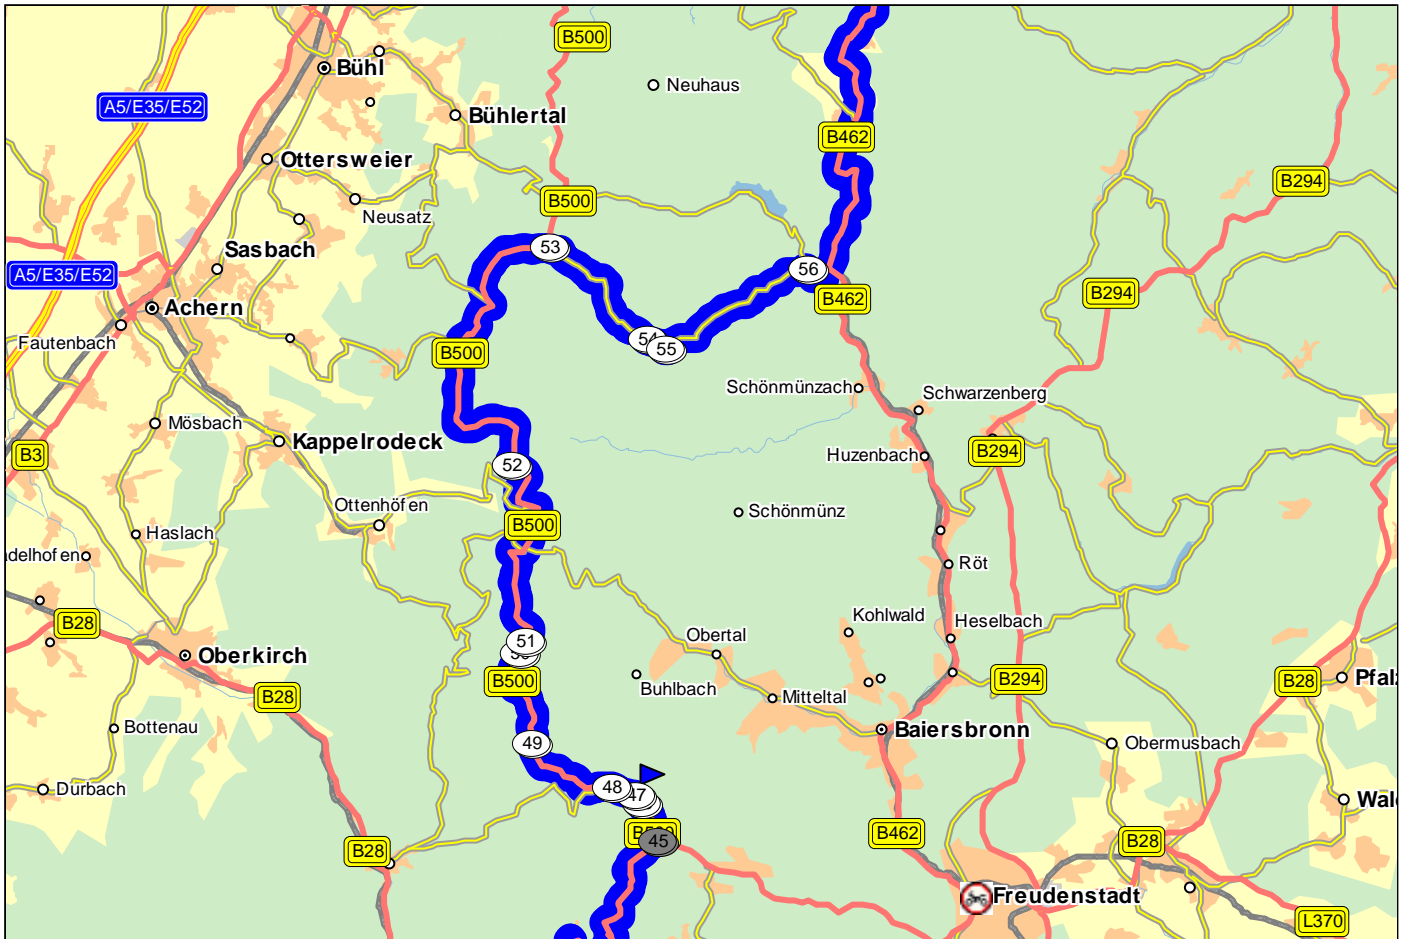 B500
Bühl
Neuhaus
A5/E35/E52
Bühlertal
B462
Ottersweier
B294
B500
Neusatz
53
Sasbach
56
A5/E35/E52
B294
B462
Achern
Fautenbach
54
55
B500
Schönmünzach
Schwarzenberg
Mösbach
Kappelrodeck
B3
B294
Huzenbach
52
Ottenhöfen
Schönmünz
B500
Haslach
delhofen
Röt
Kohlwald
B28
Heselbach
51
Obertal
Oberkirch
B500
Buhlbach
B294
B28
Pfalz
B28
Mitteltal
Bottenau
Baiersbronn
49
Obermusbach
48
47
Durbach
B462
45
B28
B28
Freudenstadt
L370